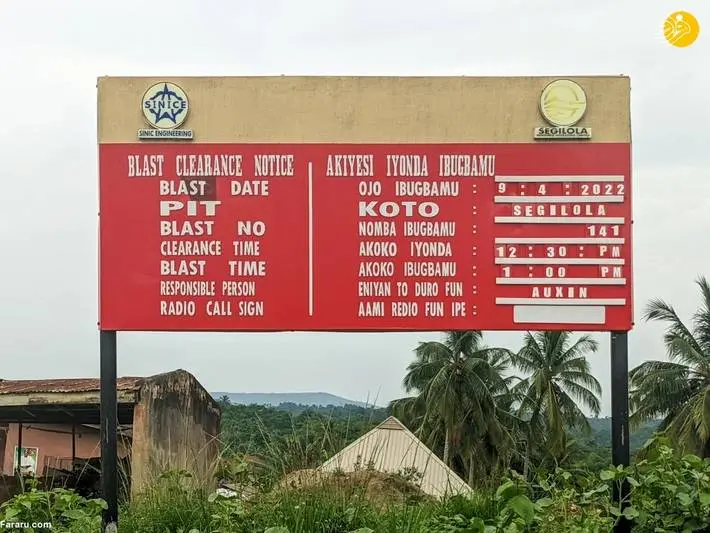 SINIC
SINIC ENGINEERING
SEGILOLA
BLAST CLEARANCE NOTICE
BLAST DATE
PIT
BLAST NO
CLEARANCE TIME
BLAST TIME
RESPONSIBLE PERSON
RADIO CALL SIGN
AKIYESI IYONDA IBUGBAMU
OJO IBUGBAMU : 9 : 4 : 2022
KOTO : SEGILOLA
NOMBA IBUGBAMU : 141
AKOKO IYONDA : 12 : 30 : PM
AKOKO IBUGBAMU : 1 : 00 : PM
ENIYAN TO DURO FUN : AUXIN
AAMI REDIO FUN IPE :
Fararu.com